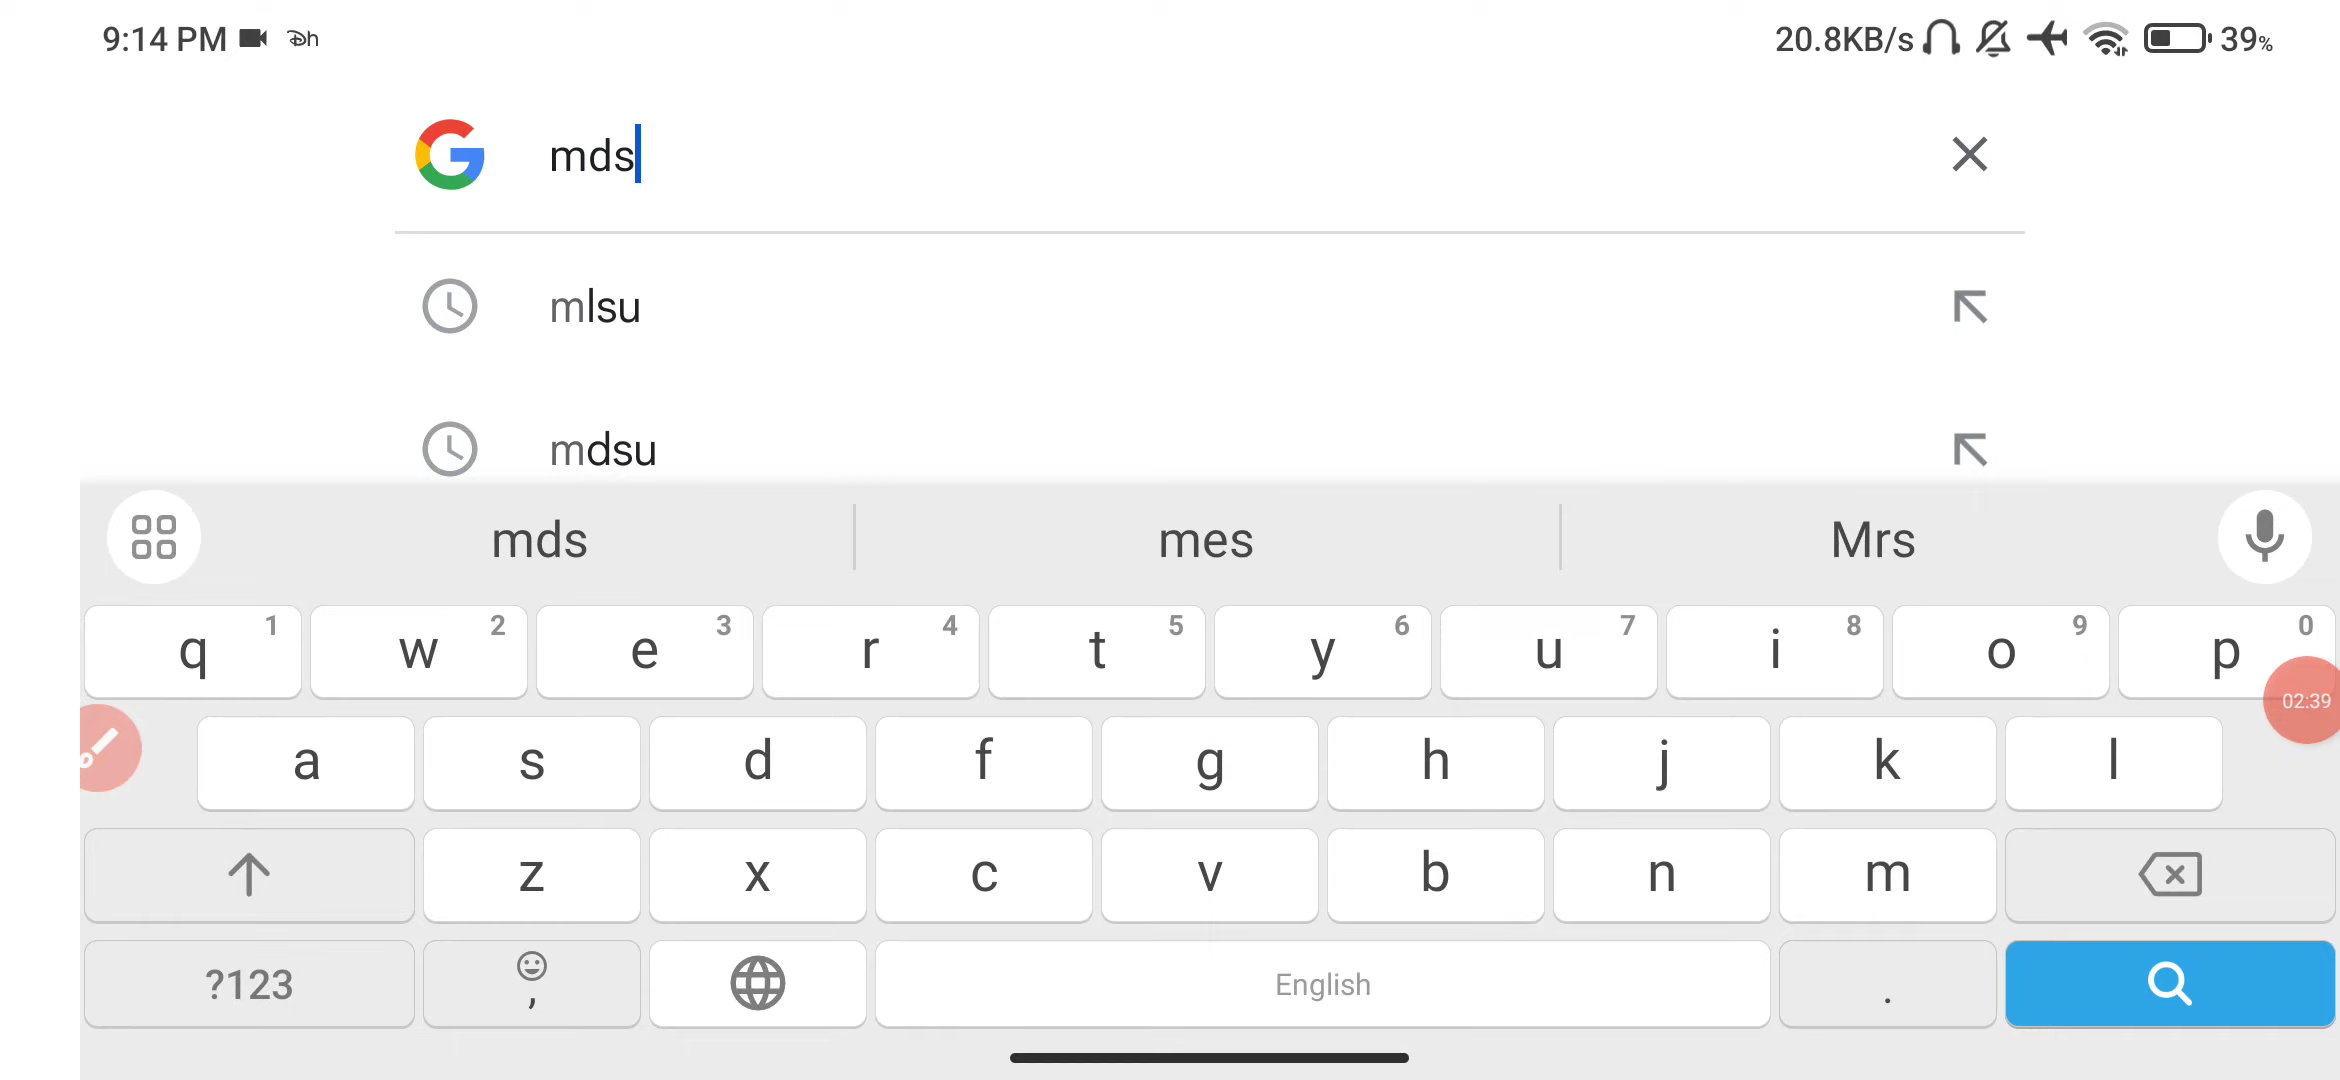 9:14 PM
20.8KB/s 39%
mds
mlsu
mdsu
mds mes Mrs
q 1 w 2 e 3 r 4 t 5 y 6 u 7 i 8 o 9 p 0
02:39
a s d f g h j k l
z x c v b n m
?123 , English .